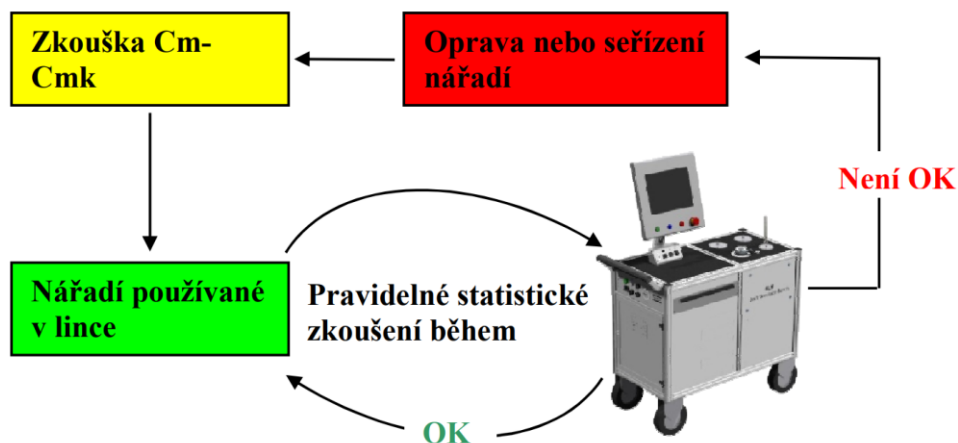 Zkouška Cm-
Cmk
Oprava nebo seřízení
nářadí
Není OK
Nářadí používané
v lince
Pravidelné statistické
zkoušení během
OK